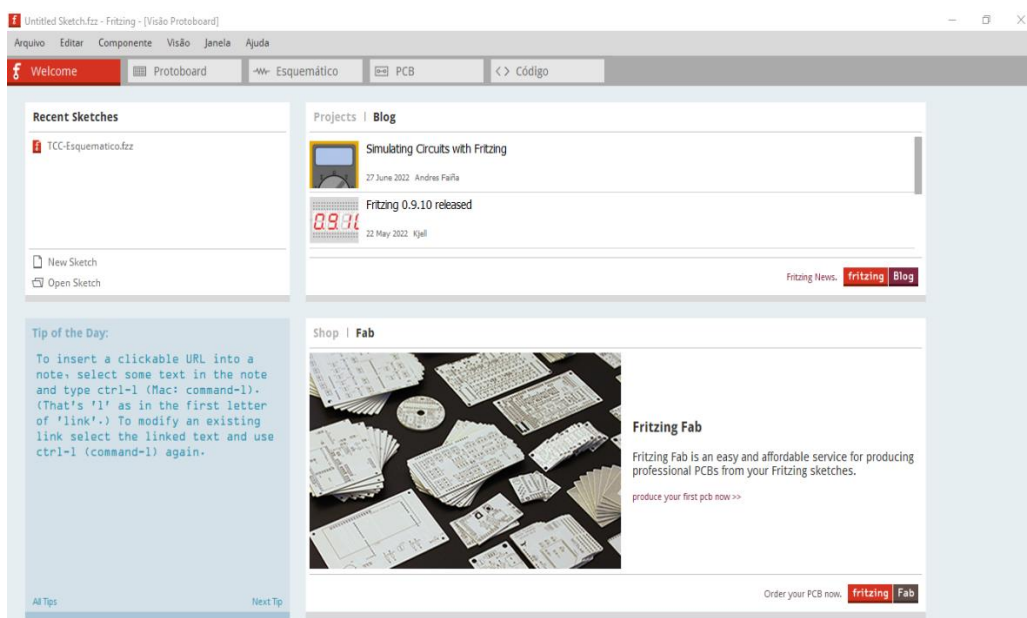 Untitled Sketch.fzz - Fritzing - [Visão Protoboard]
Arquivo Editar Componente Visão Janela Ajuda
Welcome Protoboard Esquemático PCB <> Código
Recent Sketches
TCC-Esquematico.fzz
New Sketch
Open Sketch
Projects | Blog
Simulating Circuits with Fritzing
27 June 2022 Andres Faiña
Fritzing 0.9.10 released
22 May 2022 Kjell
Fritzing News. fritzing Blog
Tip of the Day:
To insert a clickable URL into a
note, select some text in the note
and type ctrl-l (Mac: command-l).
(That's 'l' as in the first letter
of 'link'.) To modify an existing
link select the linked text and use
ctrl-l (command-l) again.
All Tips Next Tip
Shop | Fab
Fritzing Fab
Fritzing Fab is an easy and affordable service for producing
professional PCBs from your Fritzing sketches.
produce your first pcb now >>
Order your PCB now. fritzing Fab